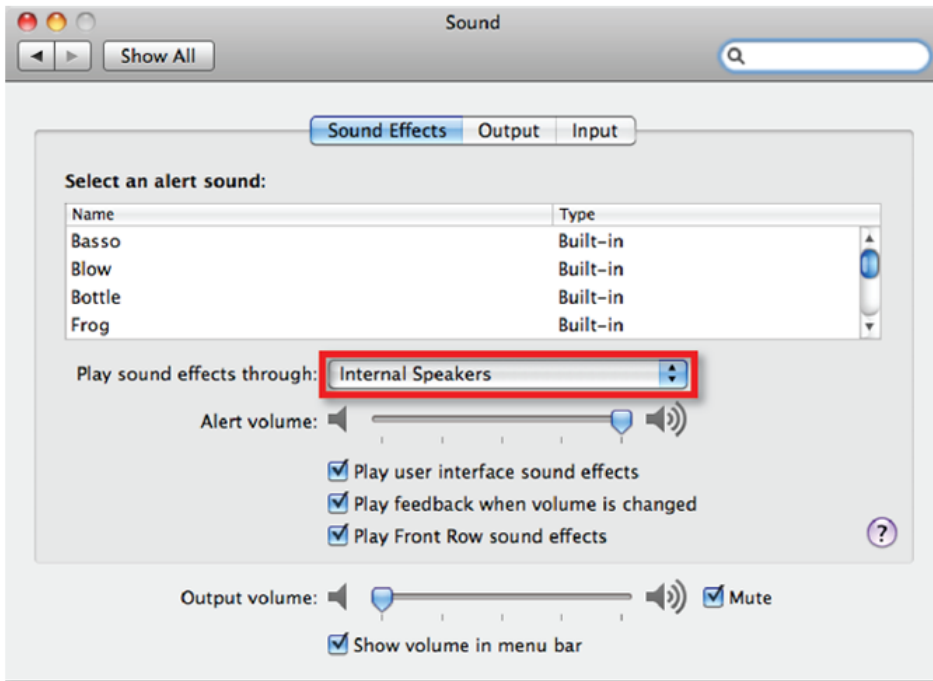 Sound
Show All
Sound Effects Output Input
Select an alert sound:
Name Type
Basso Built-in
Blow Built-in
Bottle Built-in
Frog Built-in
Play sound effects through: Internal Speakers
Alert volume:
Play user interface sound effects
Play feedback when volume is changed
Play Front Row sound effects
?
Output volume: Mute
Show volume in menu bar